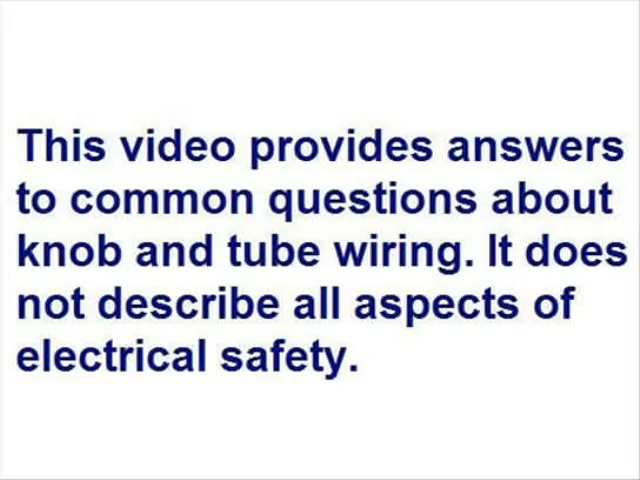 This video provides answers
to common questions about
knob and tube wiring. It does
not describe all aspects of
electrical safety.